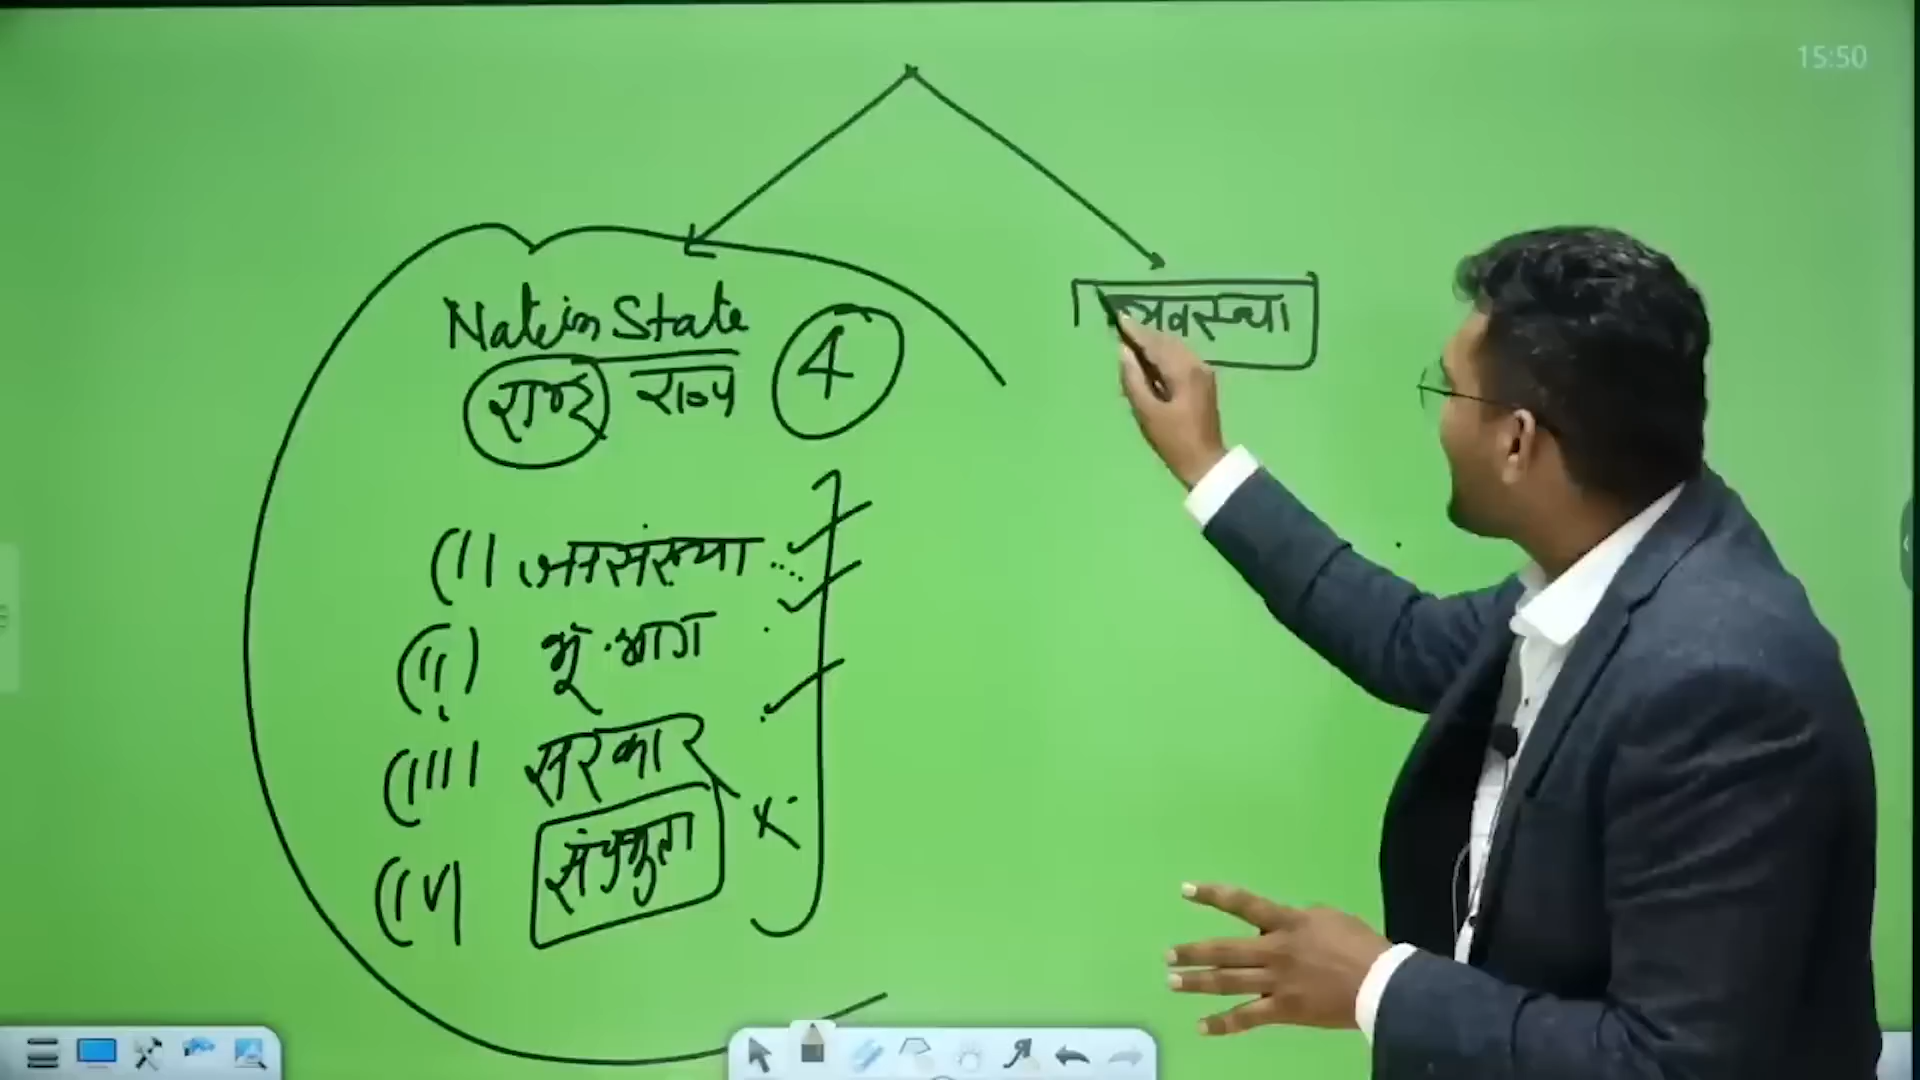 15:50
Nation State
व्यवस्था
राष्ट्र राज्य 4
(i) जनसंख्या
(ii) भू-भाग
(iii) सरकार
(iv) संप्रभुता